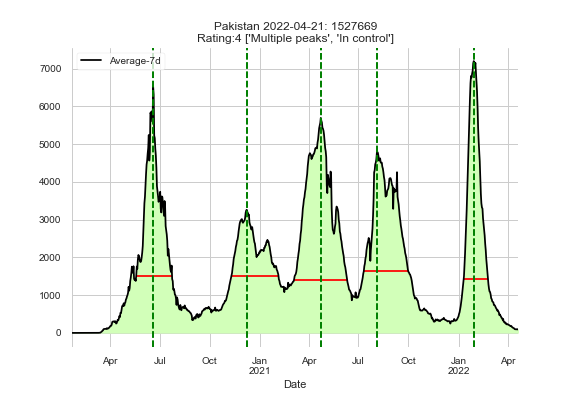 Pakistan 2022-04-21: 1527669
Rating:4 ['Multiple peaks', 'In control']
Average-7d
7000
6000
5000
4000
3000
2000
1000
0
Apr Jul Oct Jan Apr Jul Oct Jan Apr
2021 2022
Date